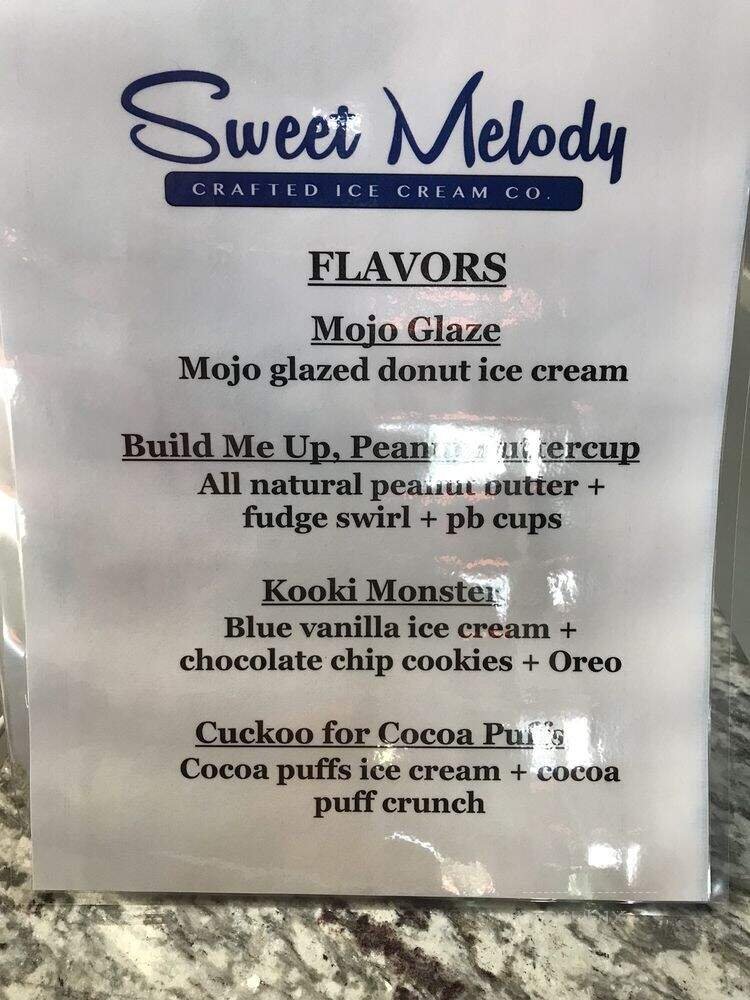 Sweet Melody
CRAFTED ICE CREAM CO.
FLAVORS
Mojo Glaze
Mojo glazed donut ice cream
Build Me Up, Peanut Buttercup
All natural peanut butter +
fudge swirl + pb cups
Kooki Monster
Blue vanilla ice cream +
chocolate chip cookies + Oreo
Cuckoo for Cocoa Puffs
Cocoa puffs ice cream + cocoa
puff crunch